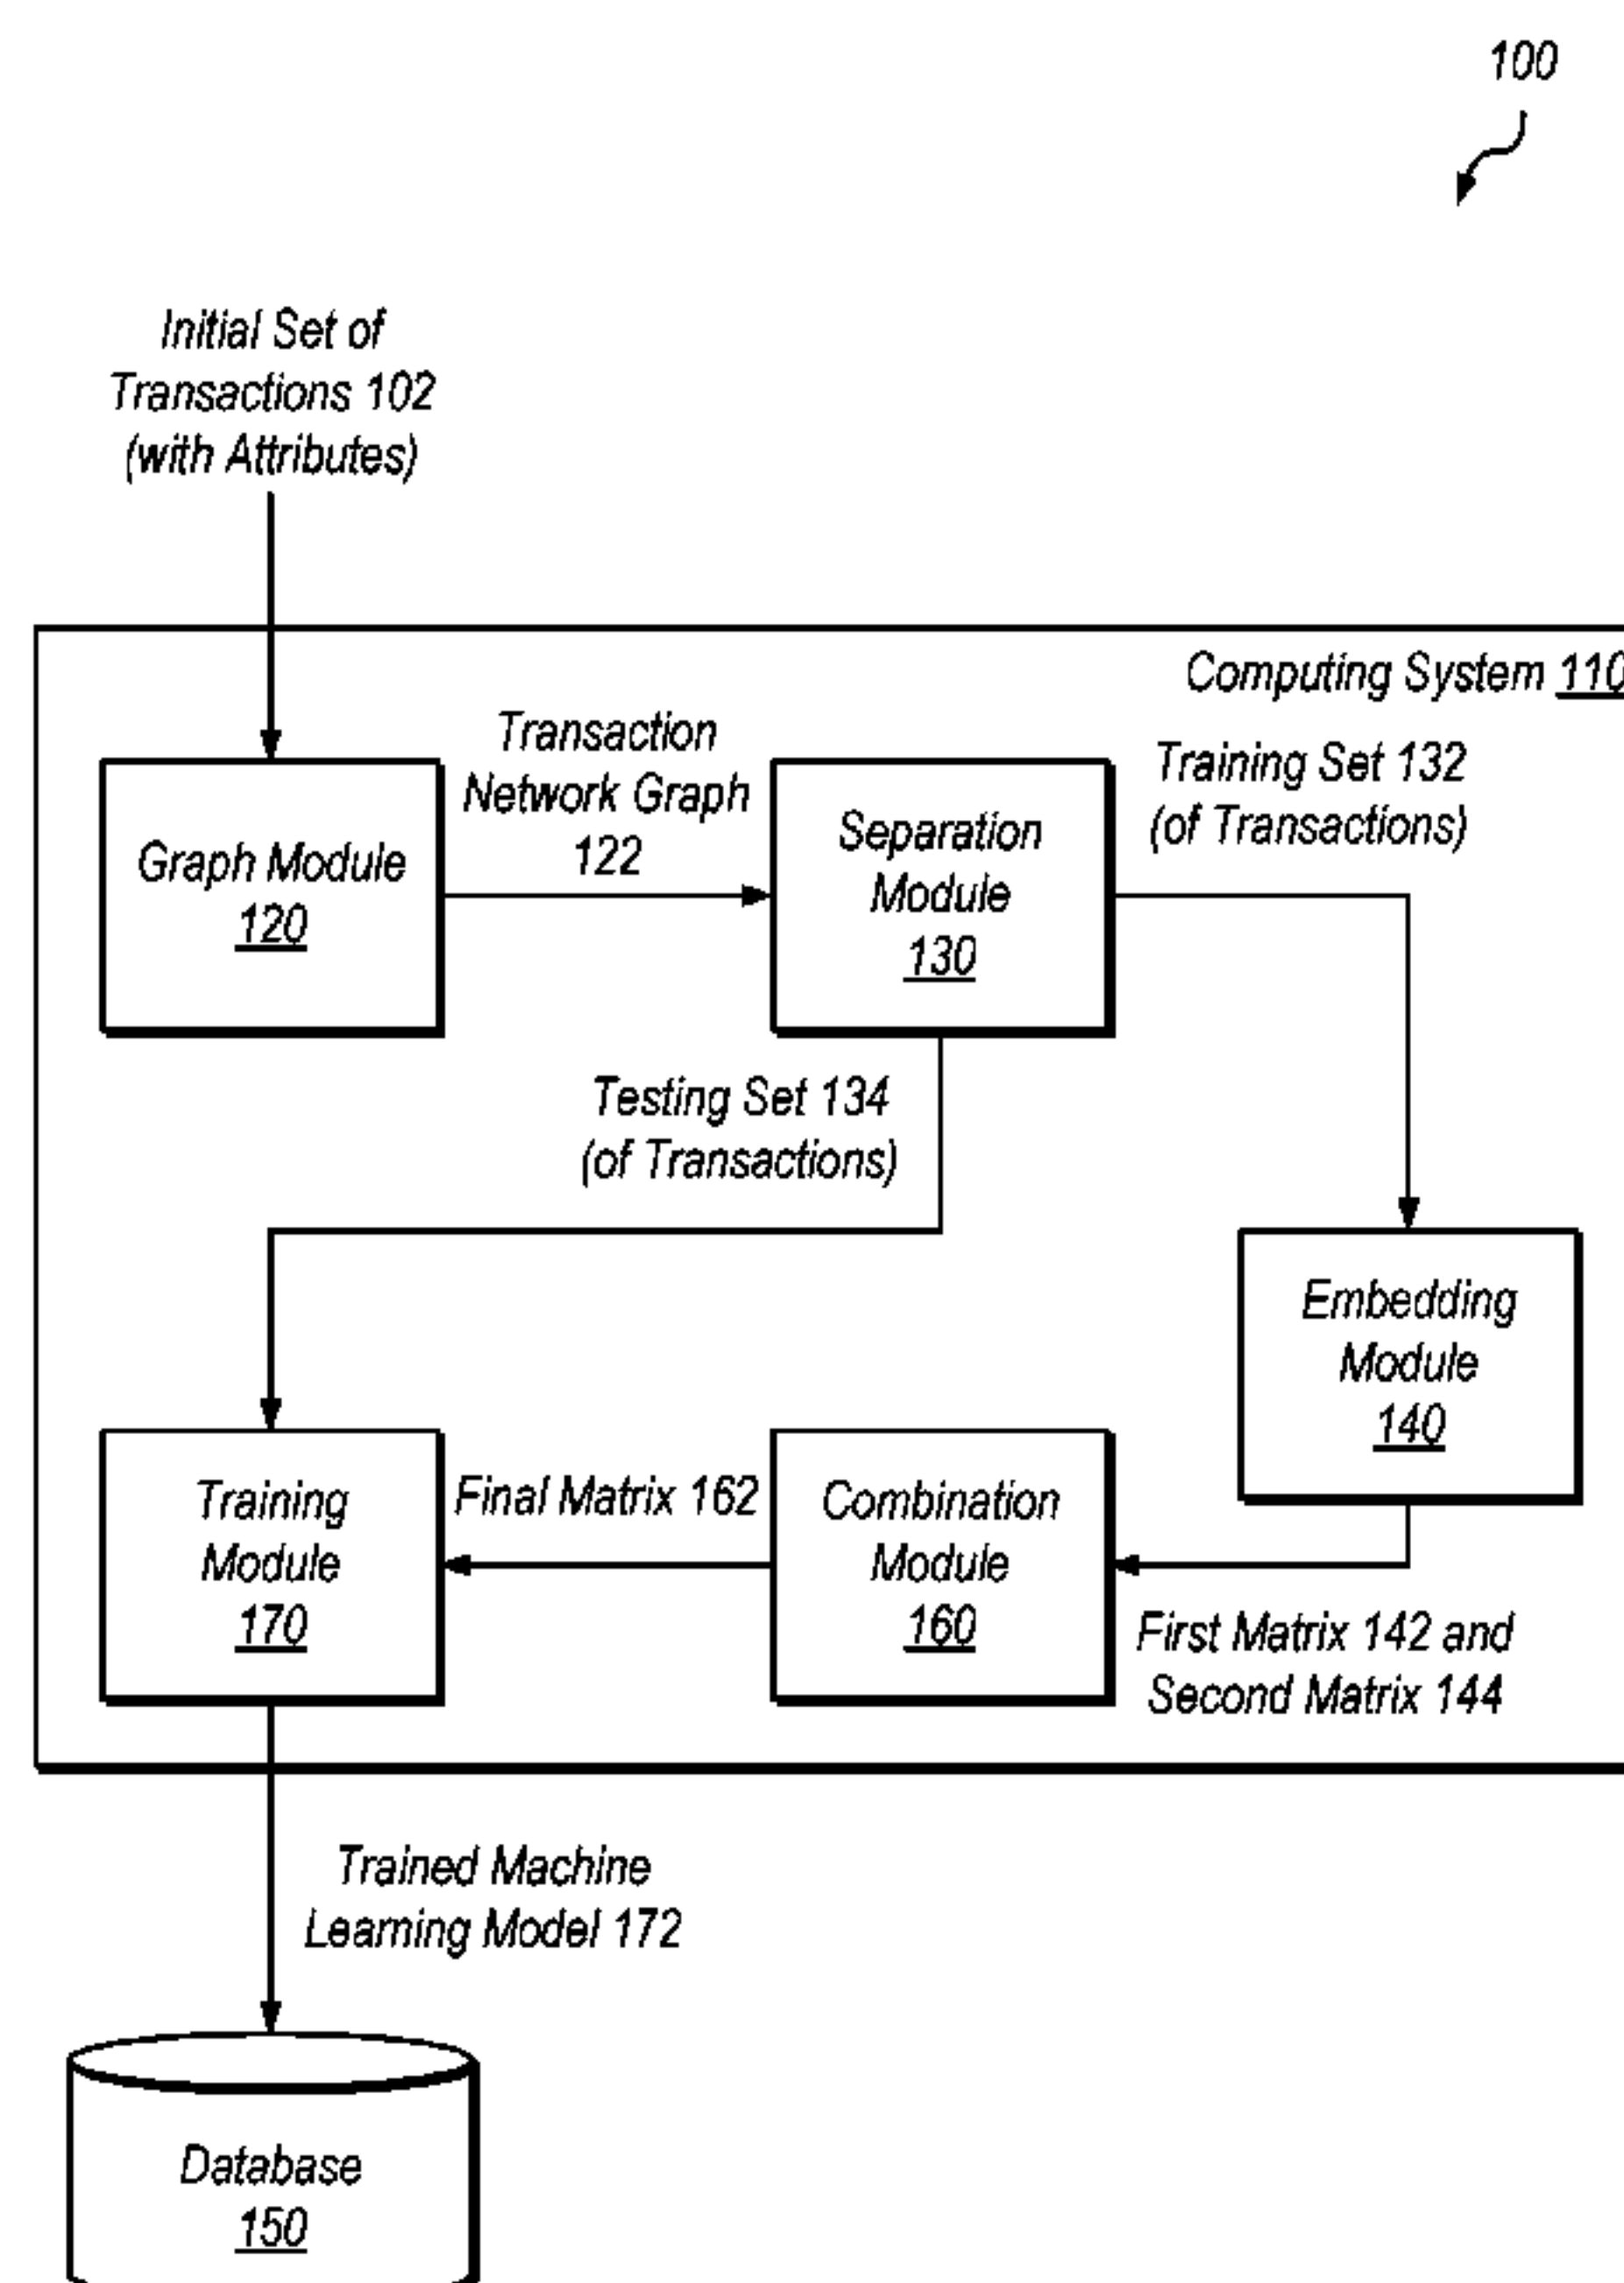 100
Initial Set of
Transactions 102
(with Attributes)
Computing System 110
Transaction
Network Graph
122
Training Set 132
(of Transactions)
Graph Module
120
Separation
Module
130
Testing Set 134
(of Transactions)
Embedding
Module
140
Training
Module
170
Final Matrix 162
Combination
Module
160
First Matrix 142 and
Second Matrix 144
Trained Machine
Learning Model 172
Database
150